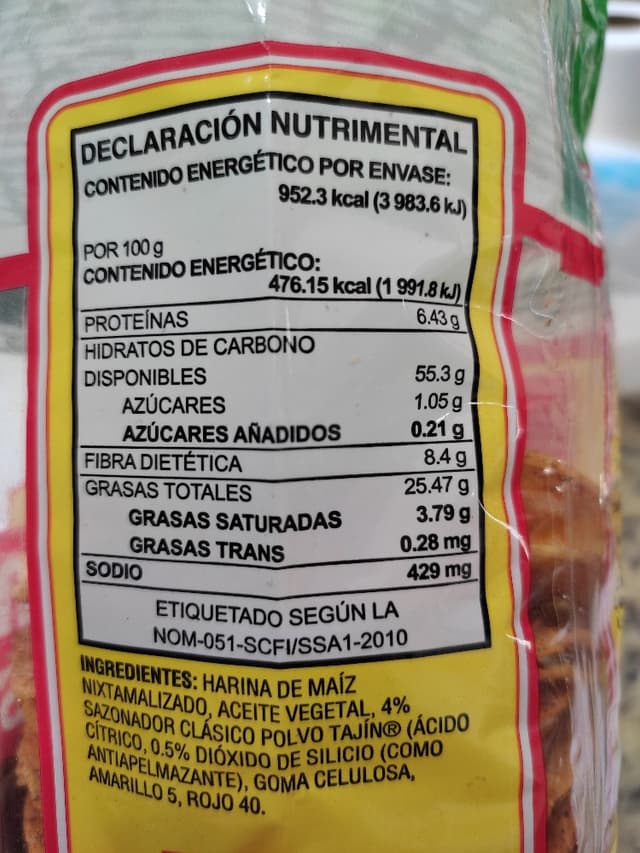 DECLARACIÓN NUTRIMENTAL
CONTENIDO ENERGÉTICO POR ENVASE:
952.3 kcal (3 983.6 kJ)
POR 100 g
CONTENIDO ENERGÉTICO:
476.15 kcal (1 991.8 kJ)
PROTEÍNAS 6.43 g
HIDRATOS DE CARBONO
DISPONIBLES 55.3 g
AZÚCARES 1.05 g
AZÚCARES AÑADIDOS 0.21 g
FIBRA DIETÉTICA 8.4 g
GRASAS TOTALES 25.47 g
GRASAS SATURADAS 3.79 g
GRASAS TRANS 0.28 mg
SODIO 429 mg
ETIQUETADO SEGÚN LA
NOM-051-SCFI/SSA1-2010
INGREDIENTES: HARINA DE MAÍZ
NIXTAMALIZADO, ACEITE VEGETAL, 4%
SAZONADOR CLÁSICO POLVO TAJÍN® (ÁCIDO
CÍTRICO, 0.5% DIÓXIDO DE SILICIO (COMO
ANTIAPELMAZANTE), GOMA CELULOSA,
AMARILLO 5, ROJO 40.